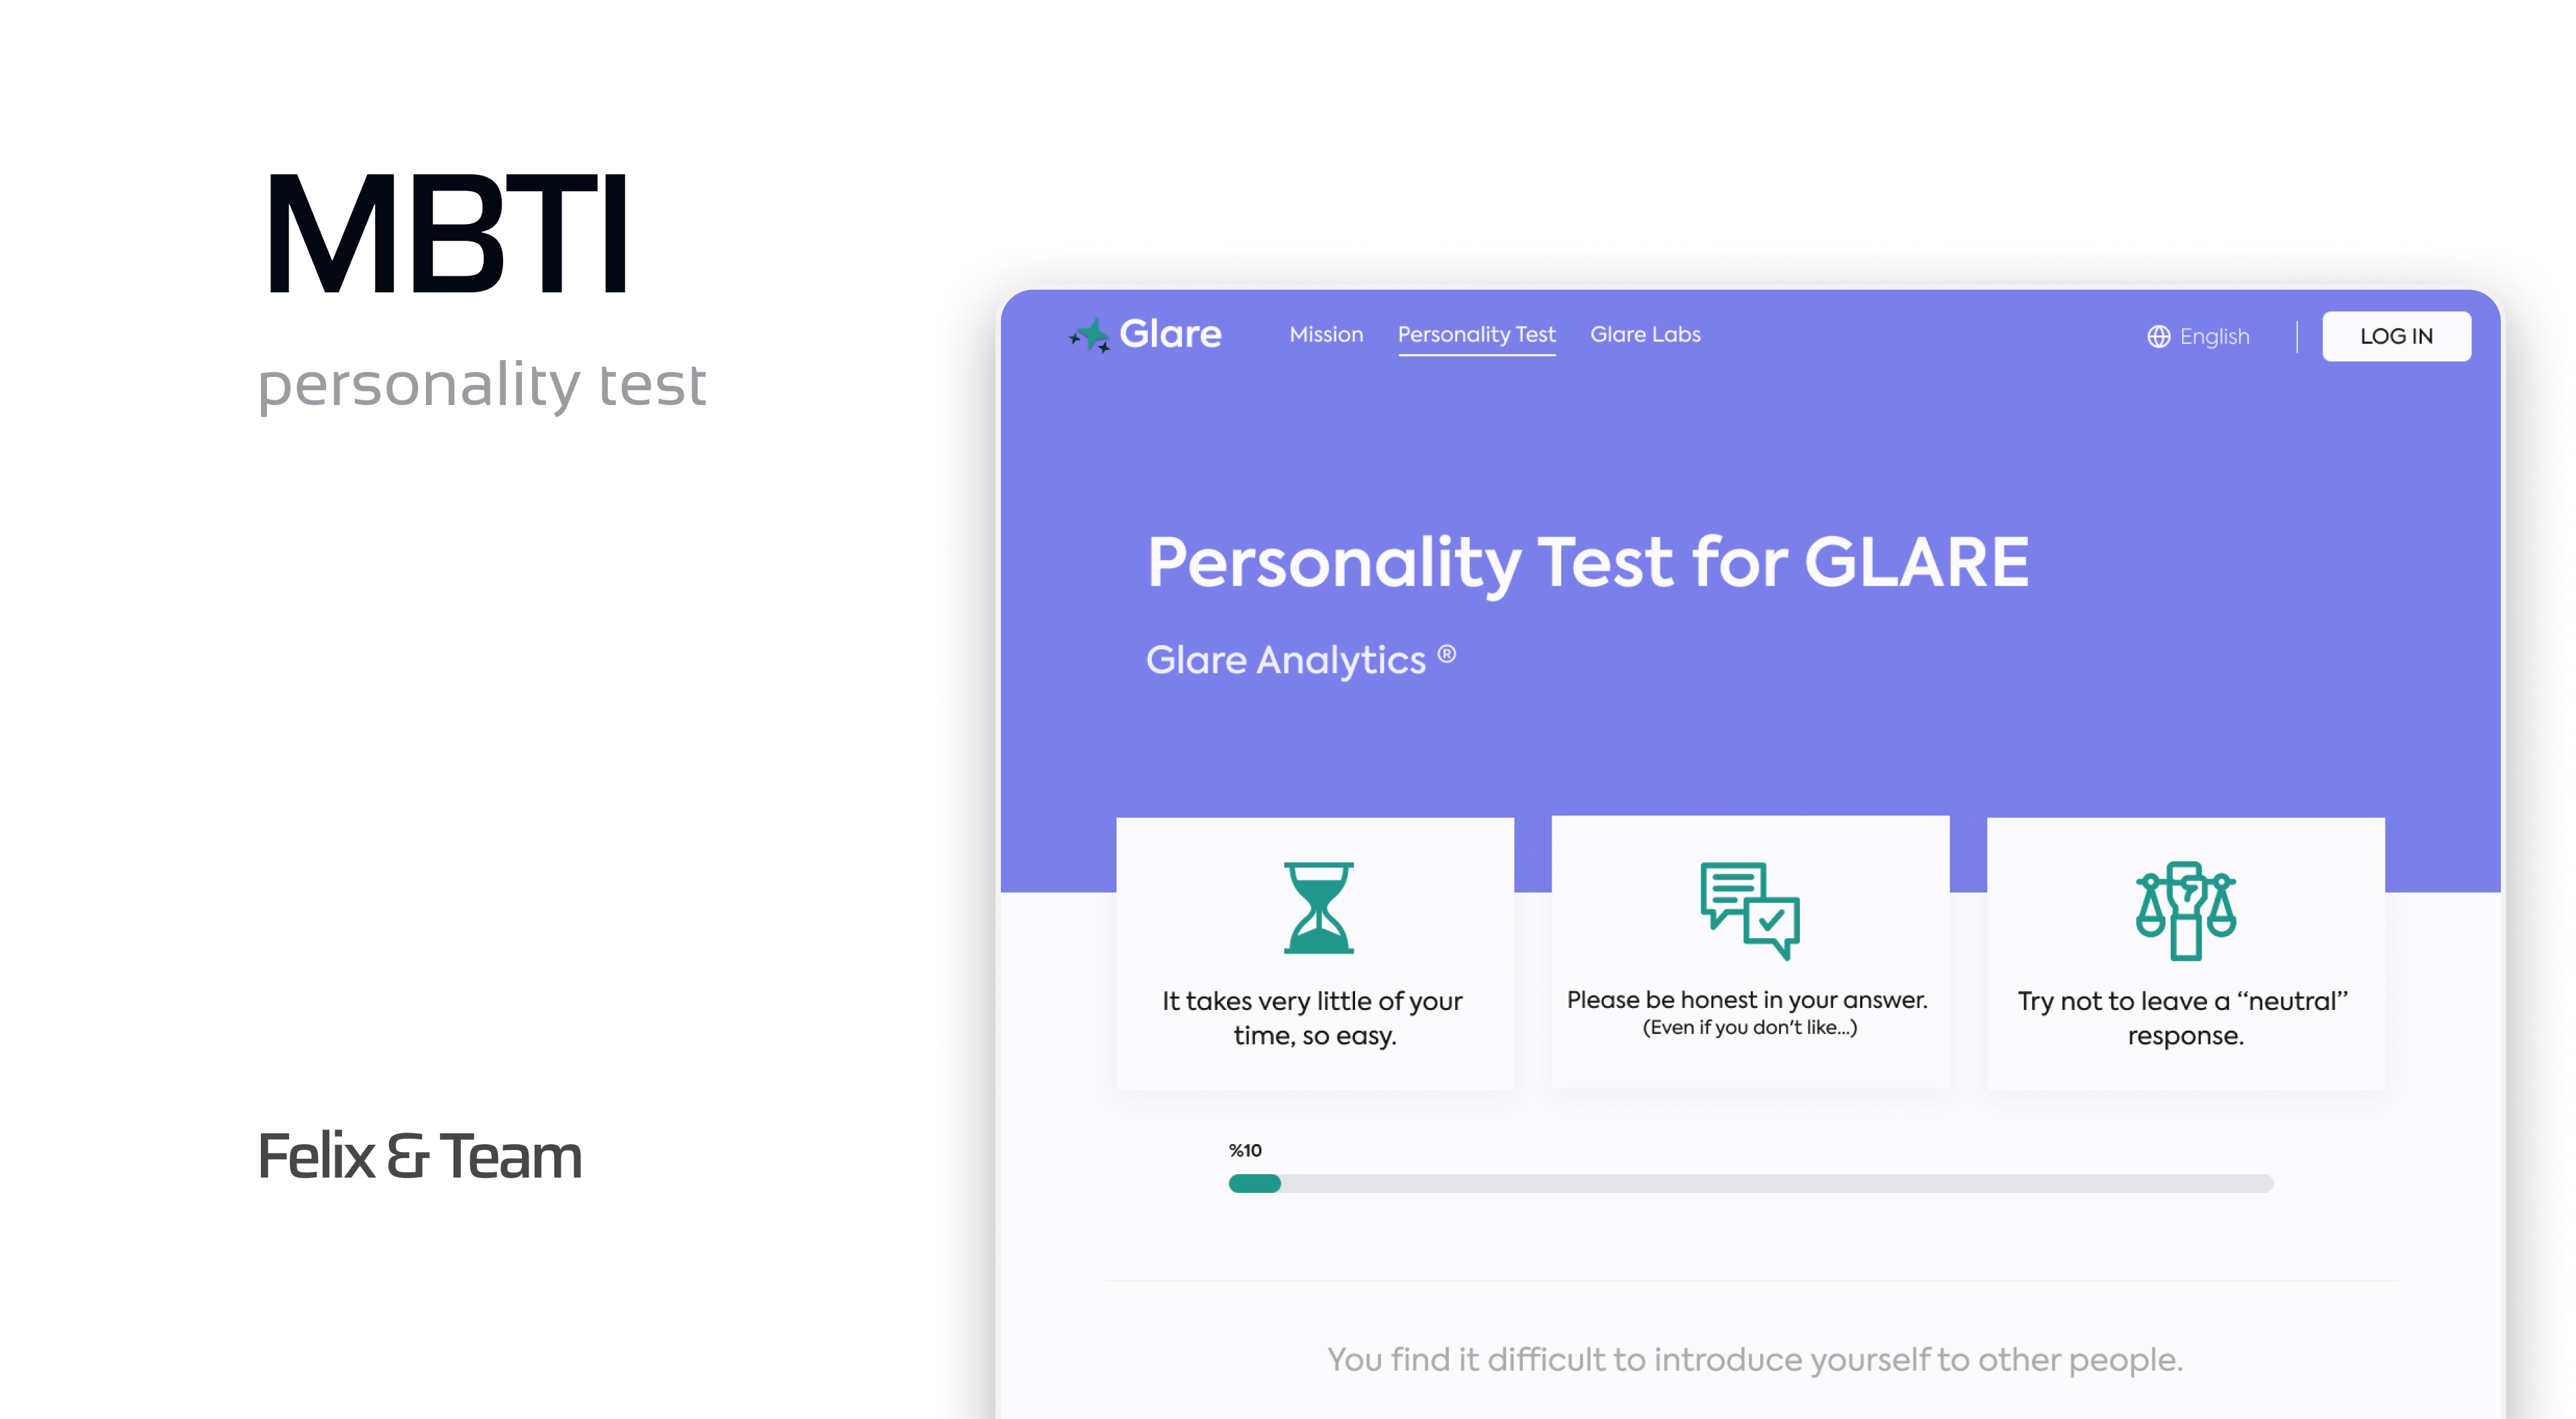 MBTI
personality test
Felix & Team
Glare
Mission
Personality Test
Glare Labs
English
LOG IN
Personality Test for GLARE
Glare Analytics ®
It takes very little of your
time, so easy.
Please be honest in your answer.
(Even if you don't like...)
Try not to leave a “neutral”
response.
%10
You find it difficult to introduce yourself to other people.